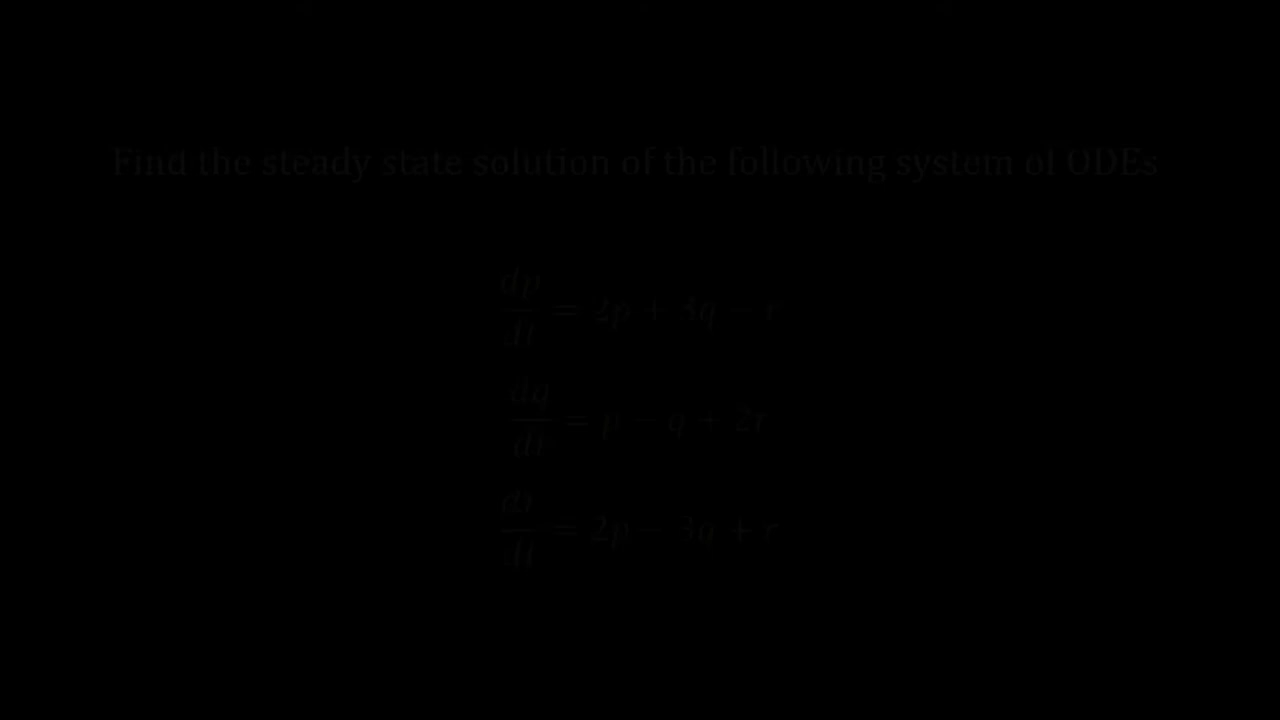 Find the steady state solution of the following system of ODEs
dp/dt = 2p + 3q − r
dq/dt = p − q + 2r
dr/dt = 2p − 3q + r